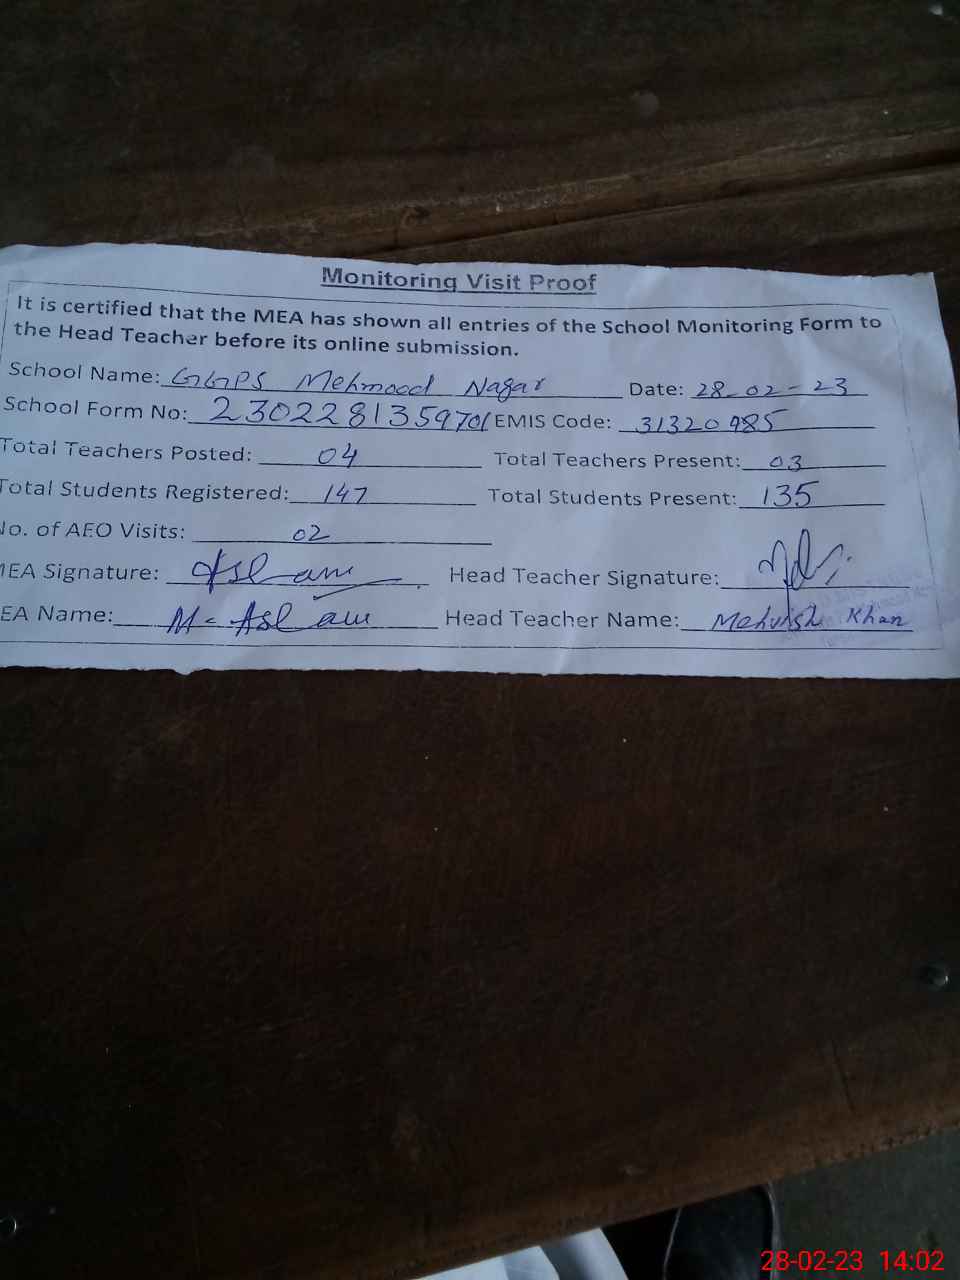 Monitoring Visit Proof
It is certified that the MEA has shown all entries of the School Monitoring Form to
the Head Teacher before its online submission.
School Name: GGPS Mehmood Nagar Date: 28-02-23
School Form No: 2302281359701 EMIS Code: 31320985
Total Teachers Posted: 04 Total Teachers Present: 03
Total Students Registered: 147 Total Students Present: 135
No. of AEO Visits: 02
MEA Signature: Aslam Head Teacher Signature:
EA Name: M. Aslam Head Teacher Name: Mehvish Khan
28-02-23 14:02